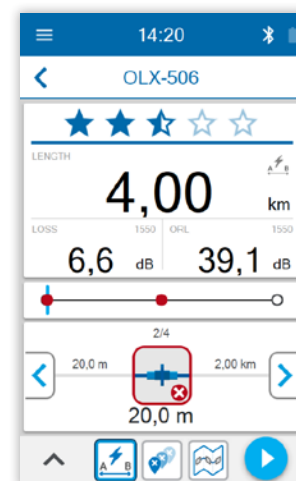 14:20
OLX-506
LENGTH
A B
4,00 km
LOSS 1550 ORL 1550
6,6 dB 39,1 dB
2/4
20,0 m 2,00 km
20,0 m
A B